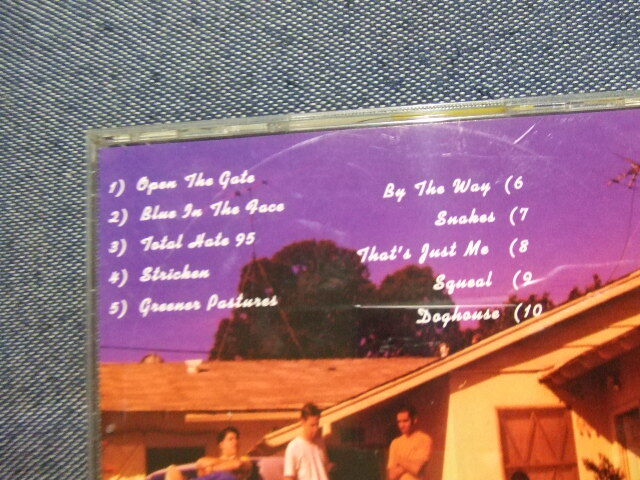 1) Open The Gate
2) Blue In The Face
3) Total Hate 95
4) Stricken
5) Greener Pastures
By The Way (6
Snakes (7
That's Just Me (8
Squeal (9
Doghouse (10